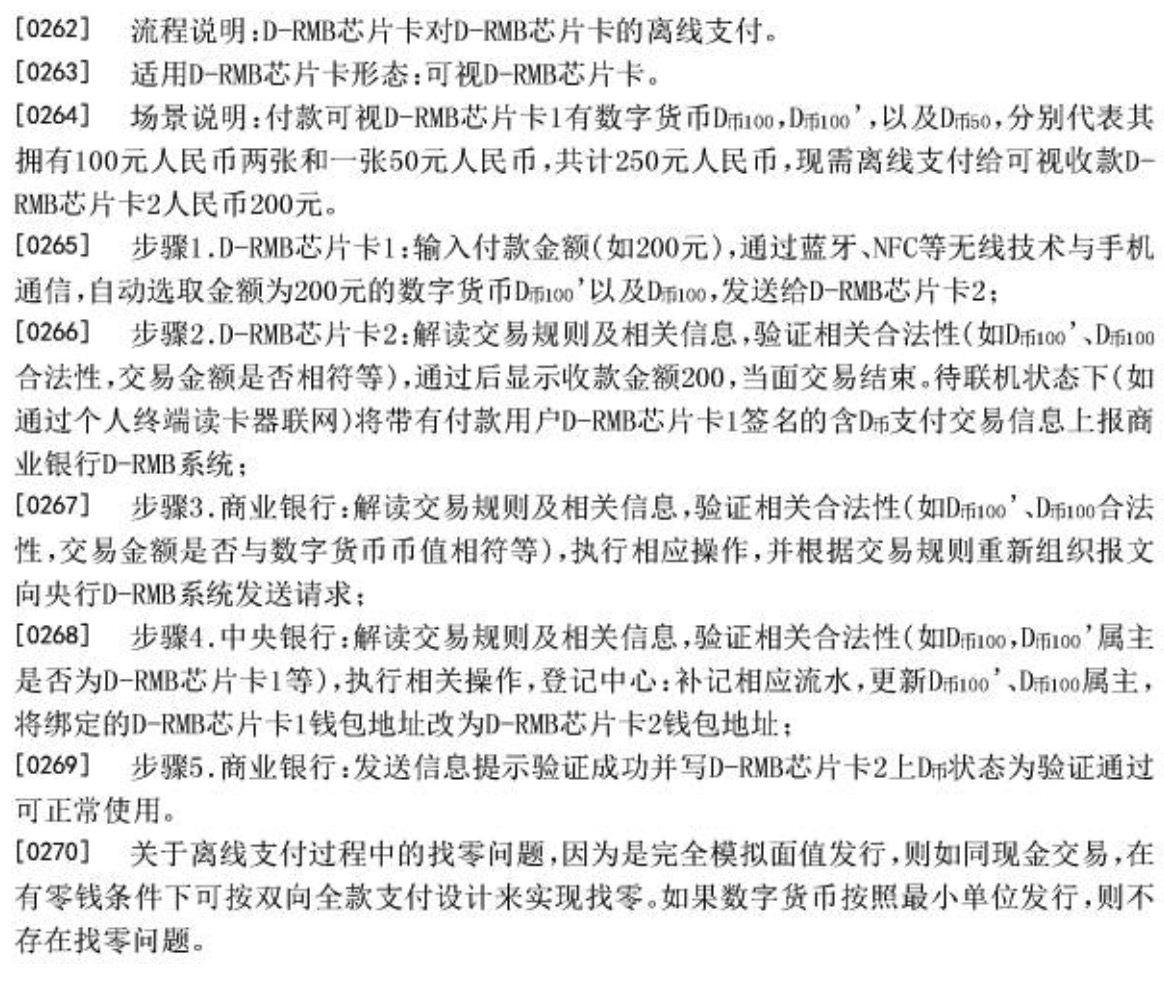 [0262] 流程说明:D-RMB芯片卡对D-RMB芯片卡的离线支付。
[0263] 适用D-RMB芯片卡形态:可视D-RMB芯片卡。
[0264] 场景说明:付款可视D-RMB芯片卡1有数字货币D币100,D币100’,以及D币50,分别代表其
拥有100元人民币两张和一张50元人民币,共计250元人民币,现需离线支付给可视收款D-
RMB芯片卡2人民币200元。
[0265] 步骤1.D-RMB芯片卡1:输入付款金额(如200元),通过蓝牙、NFC等无线技术与手机
通信,自动选取金额为200元的数字货币D币100’以及D币100,发送给D-RMB芯片卡2;
[0266] 步骤2.D-RMB芯片卡2:解读交易规则及相关信息,验证相关合法性(如D币100’、D币100
合法性,交易金额是否相符等),通过后显示收款金额200,当面交易结束。待联机状态下(如
通过个人终端读卡器联网)将带有付款用户D-RMB芯片卡1签名的含D币支付交易信息上报商
业银行D-RMB系统;
[0267] 步骤3.商业银行:解读交易规则及相关信息,验证相关合法性(如D币100’、D币100合法
性,交易金额是否与数字货币币值相符等),执行相应操作,并根据交易规则重新组织报文
向央行D-RMB系统发送请求;
[0268] 步骤4.中央银行:解读交易规则及相关信息,验证相关合法性(如D币100,D币100’属主
是否为D-RMB芯片卡1等),执行相关操作,登记中心:补记相应流水,更新D币100’、D币100属主,
将绑定的D-RMB芯片卡1钱包地址改为D-RMB芯片卡2钱包地址;
[0269] 步骤5.商业银行:发送信息提示验证成功并写D-RMB芯片卡2上D币状态为验证通过
可正常使用。
[0270] 关于离线支付过程中的找零问题,因为是完全模拟面值发行,则如同现金交易,在
有零钱条件下可按双向全款支付设计来实现找零。如果数字货币按照最小单位发行,则不
存在找零问题。